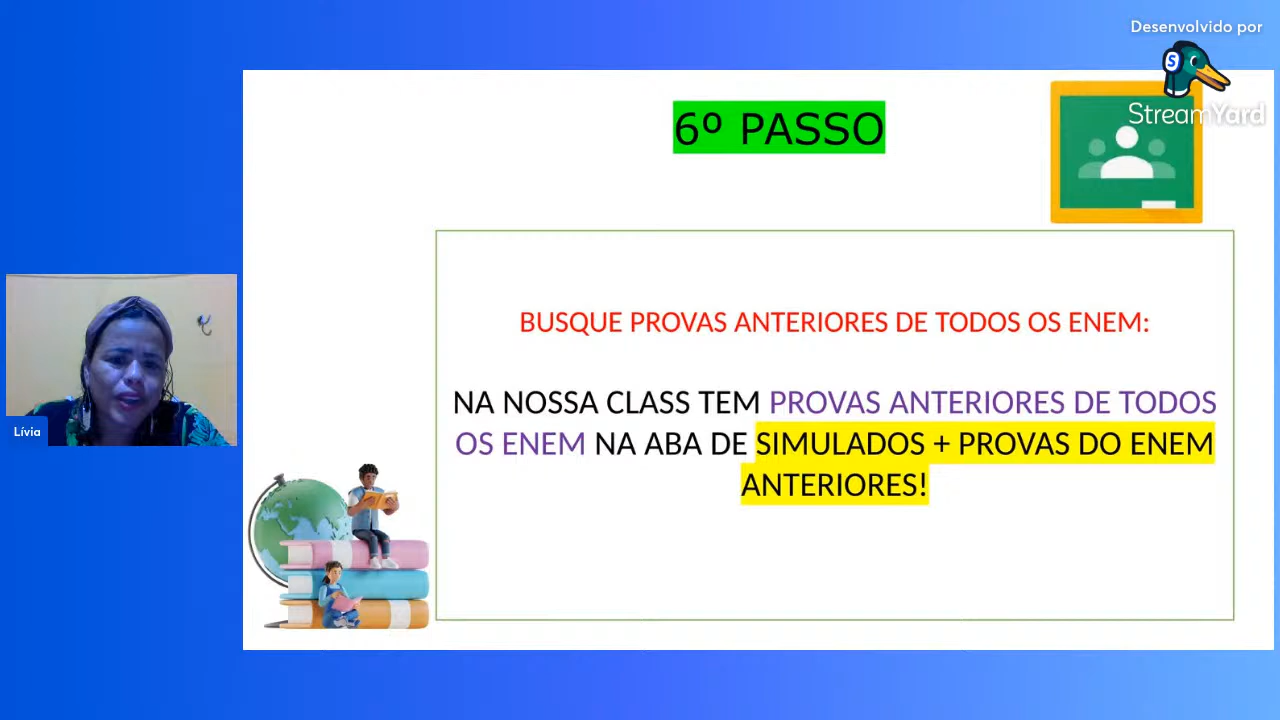 Desenvolvido por
StreamYard
6º PASSO
BUSQUE PROVAS ANTERIORES DE TODOS OS ENEM:
NA NOSSA CLASS TEM PROVAS ANTERIORES DE TODOS
OS ENEM NA ABA DE SIMULADOS + PROVAS DO ENEM
ANTERIORES!
Lívia